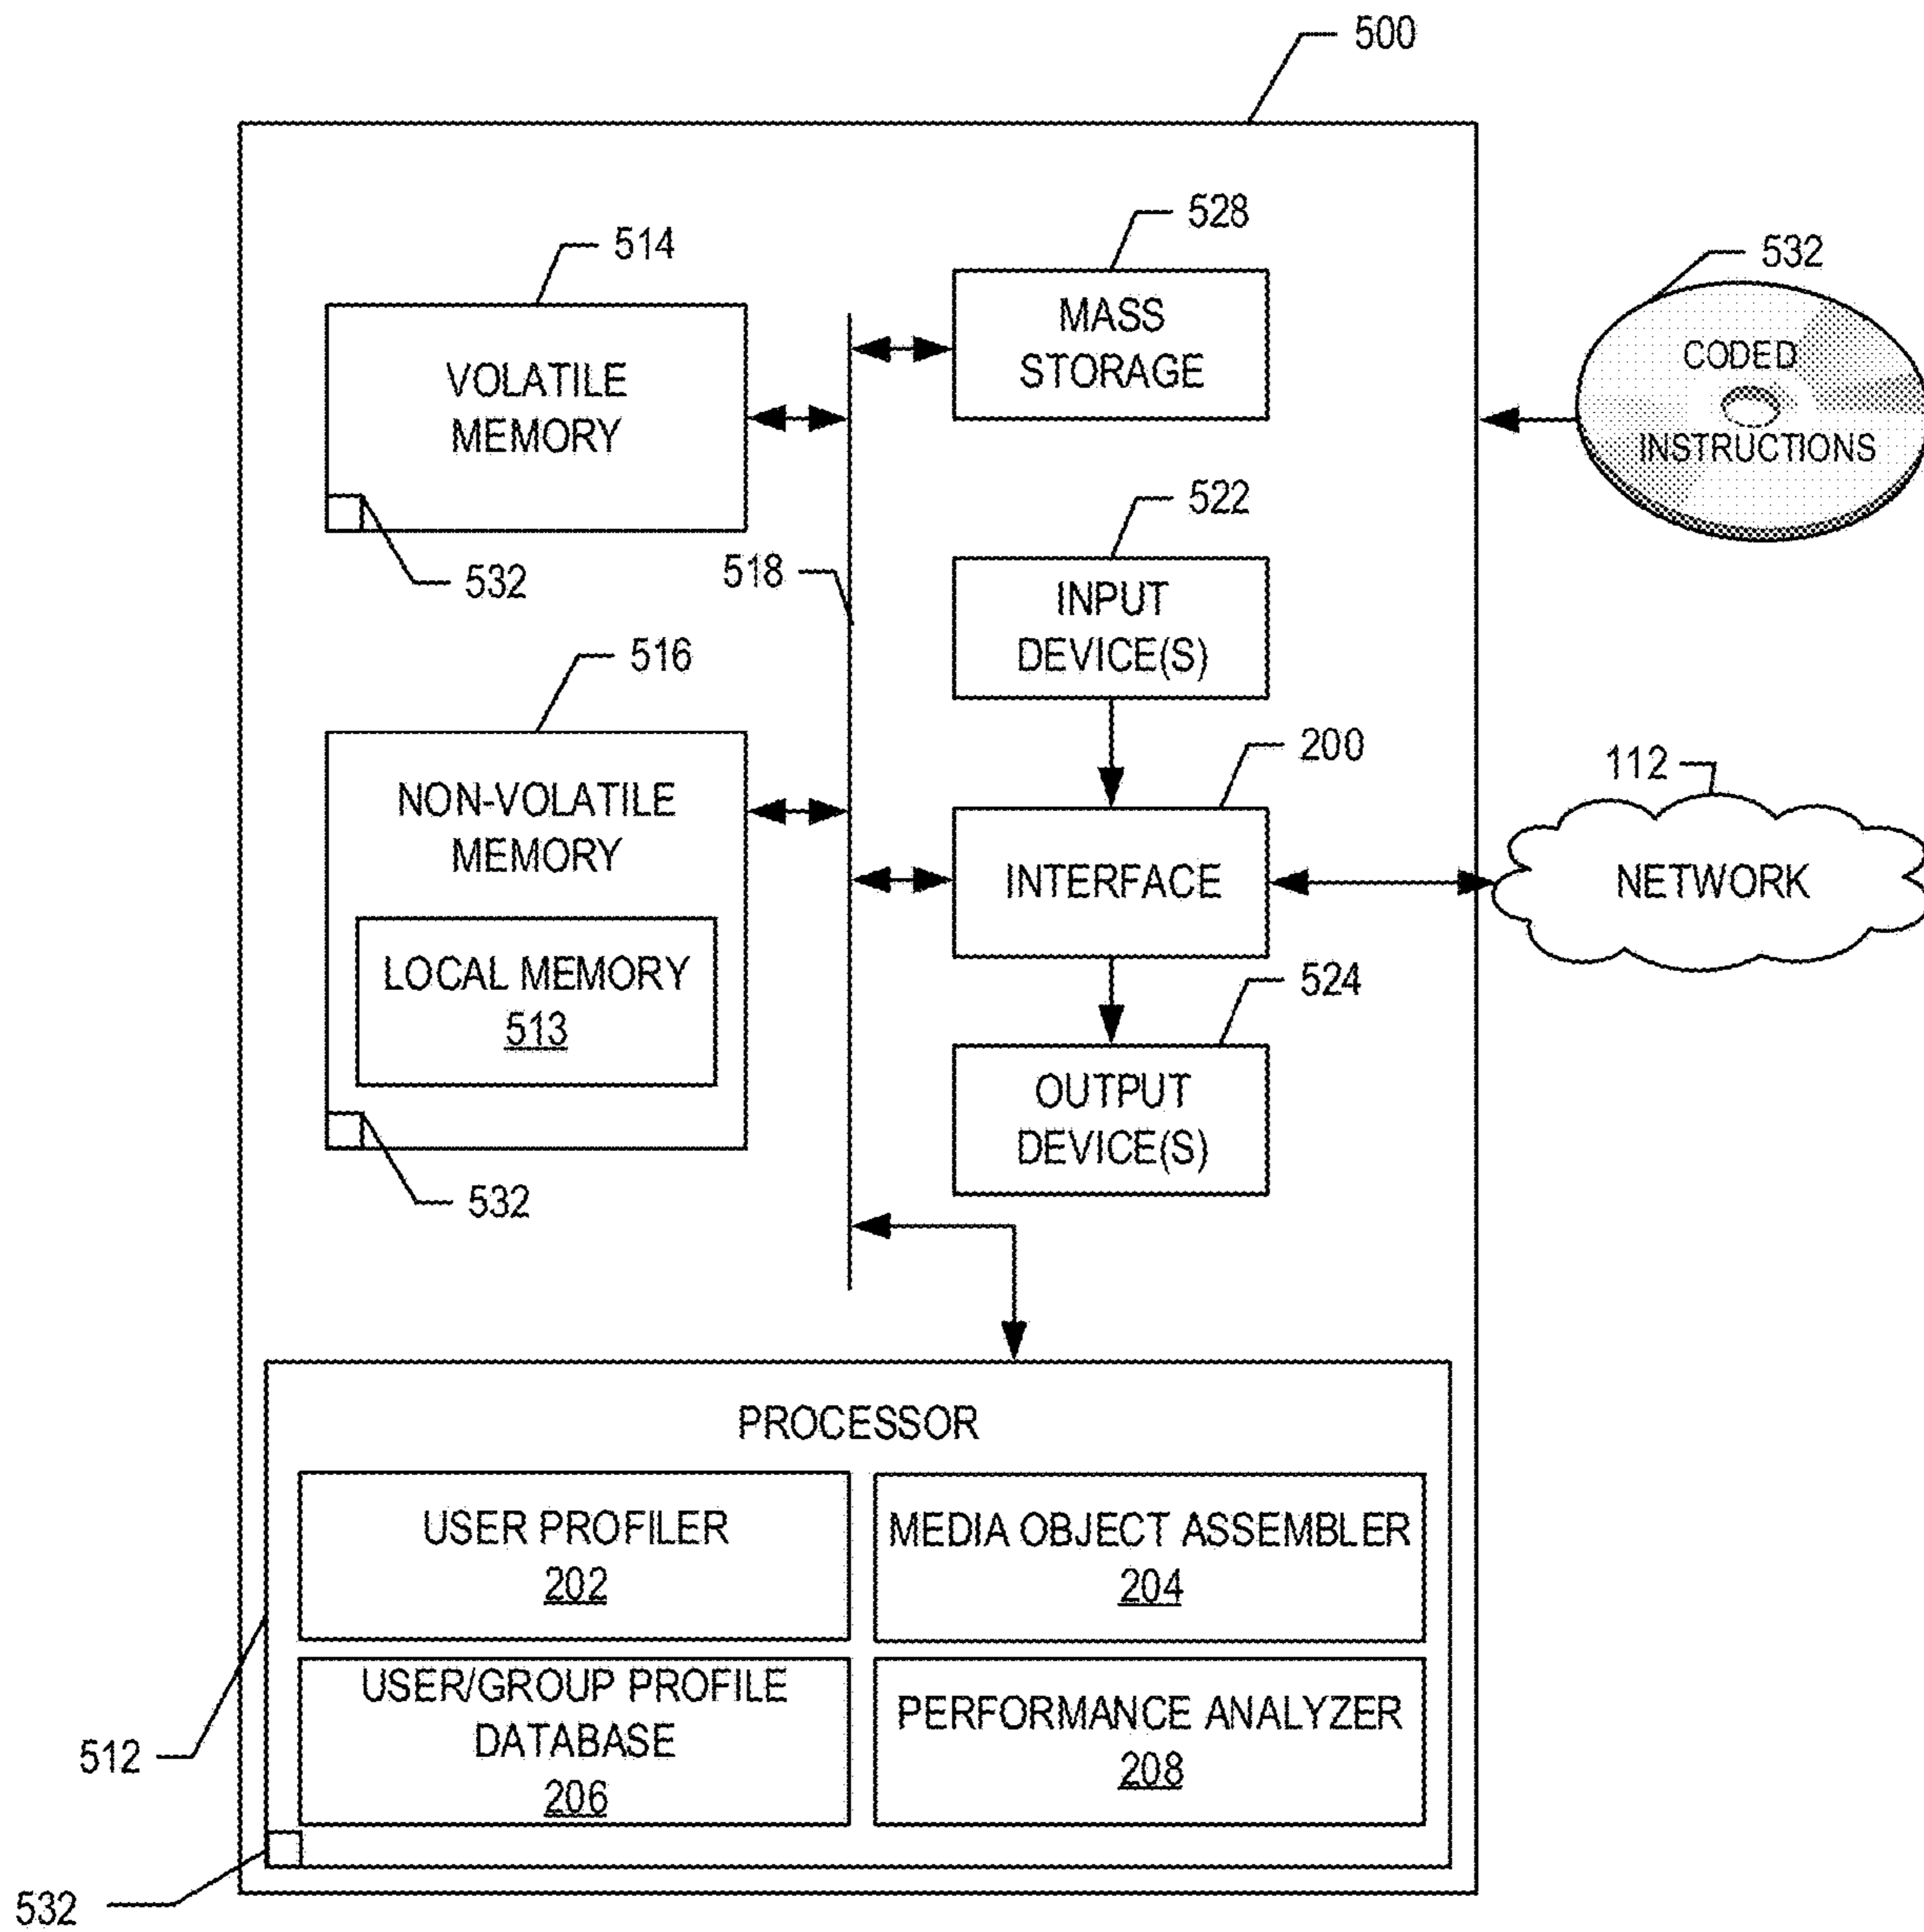 500
514
VOLATILE
MEMORY
532
528
MASS
STORAGE
532
CODED
INSTRUCTIONS
518
522
INPUT
DEVICE(S)
516
NON-VOLATILE
MEMORY
LOCAL MEMORY
513
532
200
INTERFACE
112
NETWORK
524
OUTPUT
DEVICE(S)
PROCESSOR
USER PROFILER
202
MEDIA OBJECT ASSEMBLER
204
USER/GROUP PROFILE
DATABASE
206
PERFORMANCE ANALYZER
208
512
532